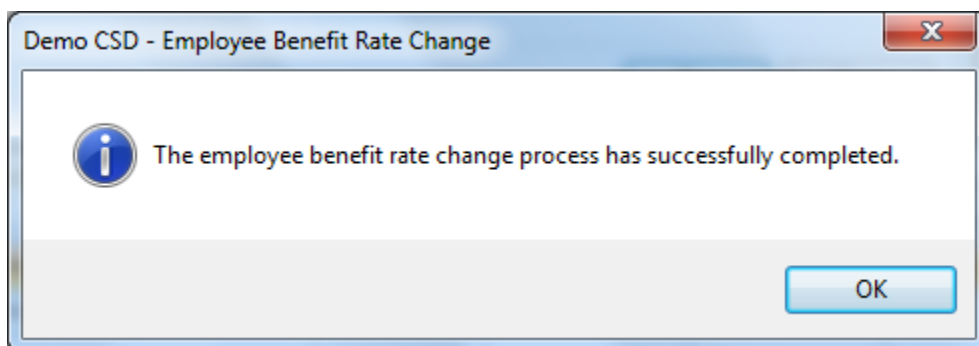 Demo CSD - Employee Benefit Rate Change
The employee benefit rate change process has successfully completed.
OK